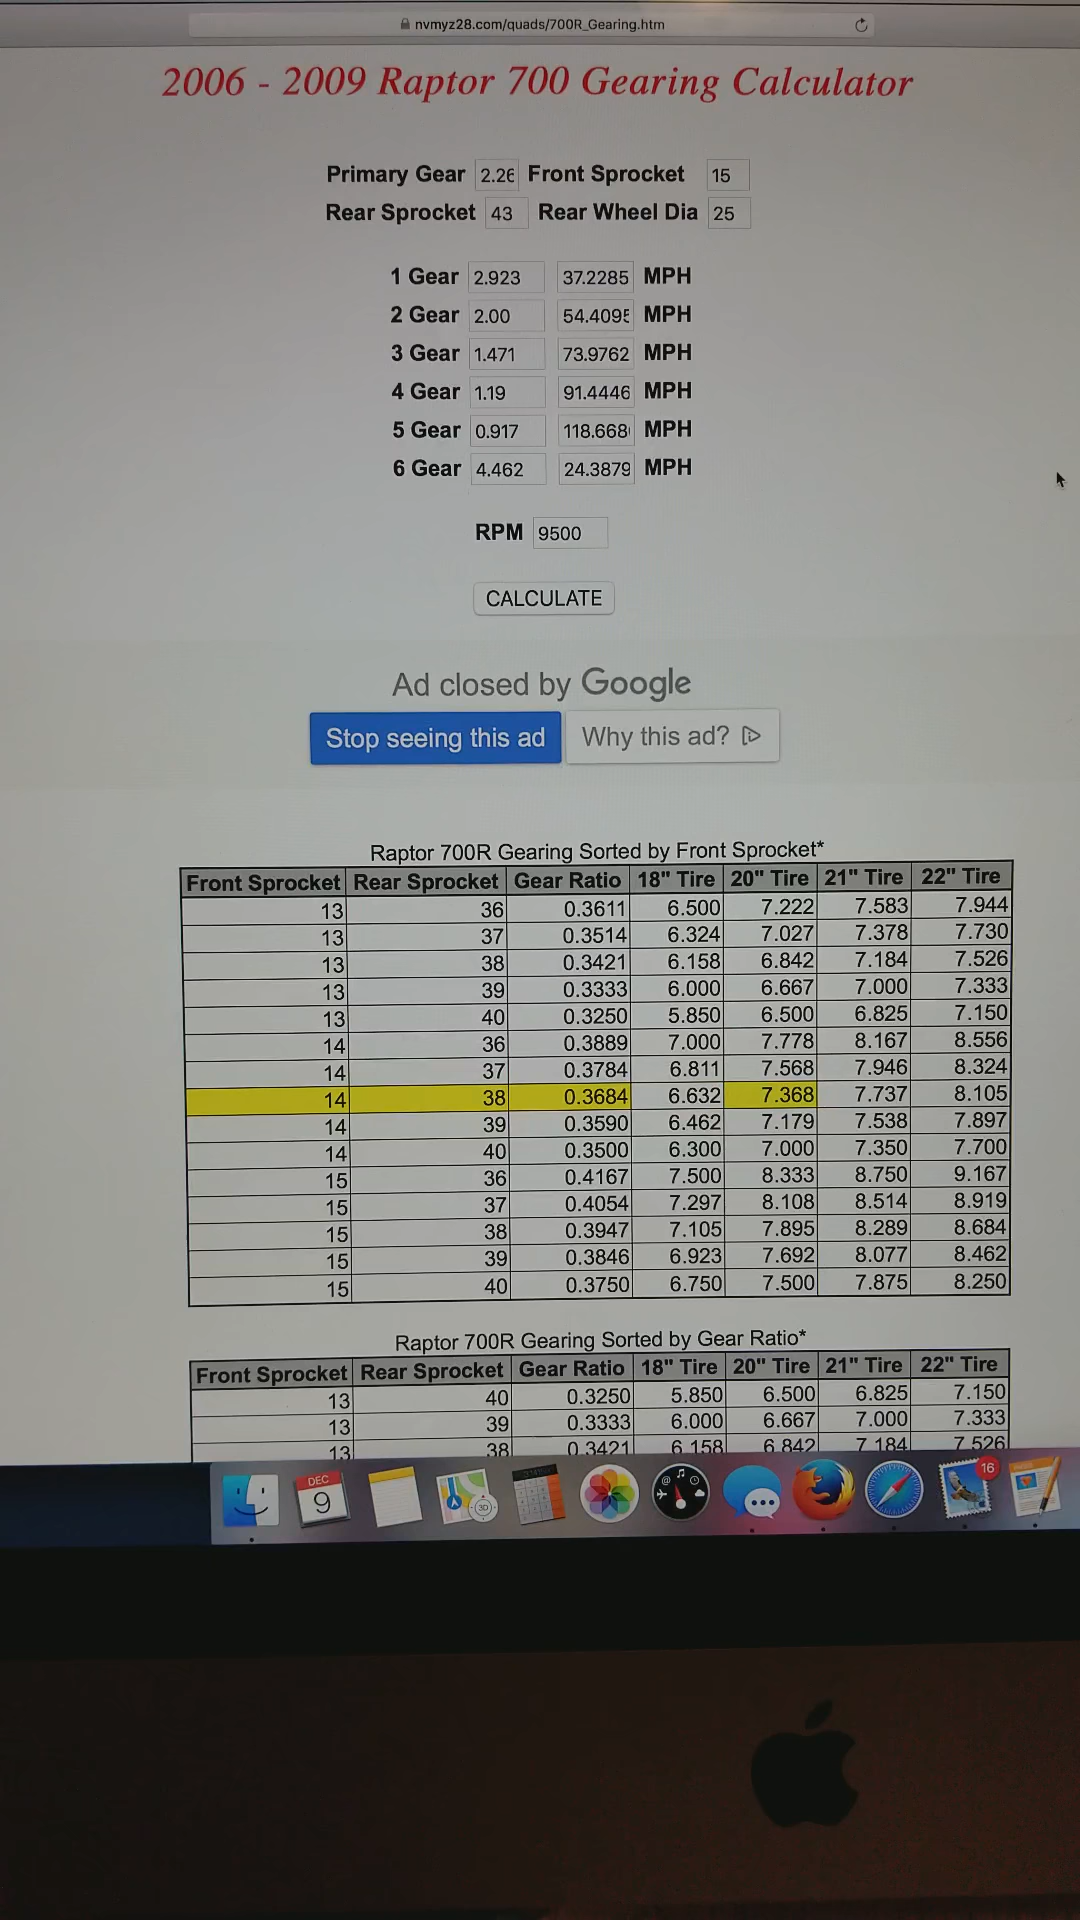 nvmyz28.com/quads/700R_Gearing.htm
2006 - 2009 Raptor 700 Gearing Calculator
Primary Gear 2.26 Front Sprocket 15
Rear Sprocket 43 Rear Wheel Dia 25
1 Gear 2.923 37.2285 MPH
2 Gear 2.00 54.4095 MPH
3 Gear 1.471 73.9762 MPH
4 Gear 1.19 91.4446 MPH
5 Gear 0.917 118.668 MPH
6 Gear 4.462 24.3879 MPH
RPM 9500
CALCULATE
Ad closed by Google
Stop seeing this ad Why this ad?
Raptor 700R Gearing Sorted by Front Sprocket*
Front Sprocket Rear Sprocket Gear Ratio 18" Tire 20" Tire 21" Tire 22" Tire
13 36 0.3611 6.500 7.222 7.583 7.944
13 37 0.3514 6.324 7.027 7.378 7.730
13 38 0.3421 6.158 6.842 7.184 7.526
13 39 0.3333 6.000 6.667 7.000 7.333
13 40 0.3250 5.850 6.500 6.825 7.150
14 36 0.3889 7.000 7.778 8.167 8.556
14 37 0.3784 6.811 7.568 7.946 8.324
14 38 0.3684 6.632 7.368 7.737 8.105
14 39 0.3590 6.462 7.179 7.538 7.897
14 40 0.3500 6.300 7.000 7.350 7.700
15 36 0.4167 7.500 8.333 8.750 9.167
15 37 0.4054 7.297 8.108 8.514 8.919
15 38 0.3947 7.105 7.895 8.289 8.684
15 39 0.3846 6.923 7.692 8.077 8.462
15 40 0.3750 6.750 7.500 7.875 8.250
Raptor 700R Gearing Sorted by Gear Ratio*
Front Sprocket Rear Sprocket Gear Ratio 18" Tire 20" Tire 21" Tire 22" Tire
13 40 0.3250 5.850 6.500 6.825 7.150
13 39 0.3333 6.000 6.667 7.000 7.333
13 38 0.3421 6.158 6.842 7.184 7.526
DEC
9
3D
16